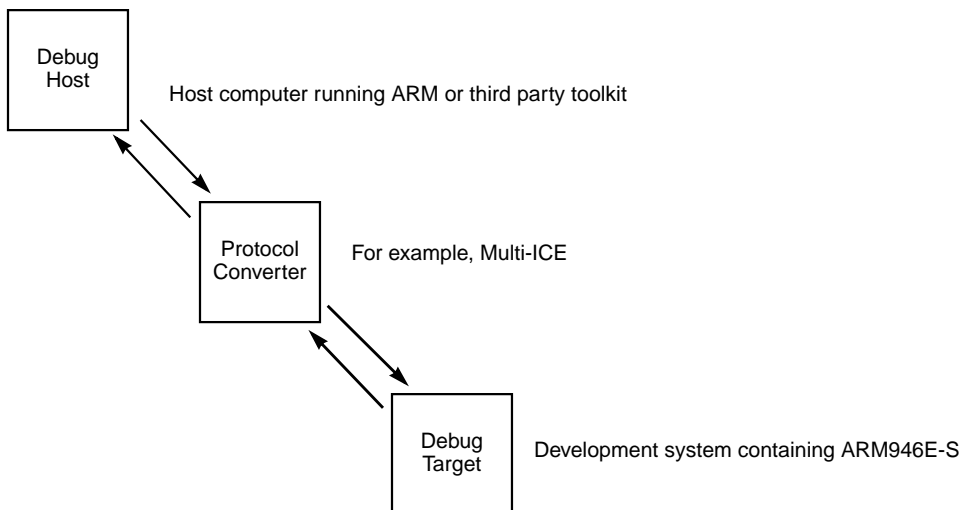 Debug
Host
Host computer running ARM or third party toolkit
Protocol
Converter
For example, Multi-ICE
Debug
Target
Development system containing ARM946E-S